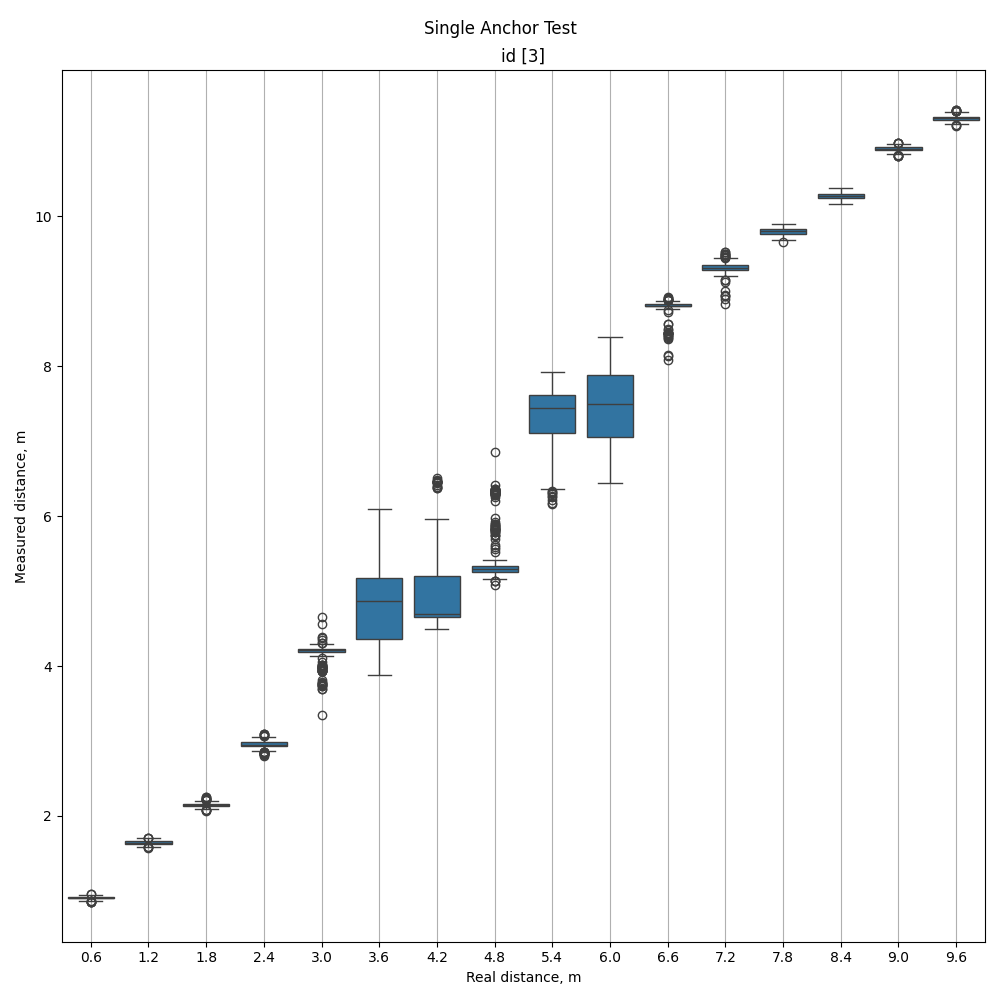 Single Anchor Test
id [3]
Measured distance, m
10
8
6
4
2
0.6 1.2 1.8 2.4 3.0 3.6 4.2 4.8 5.4 6.0 6.6 7.2 7.8 8.4 9.0 9.6
Real distance, m